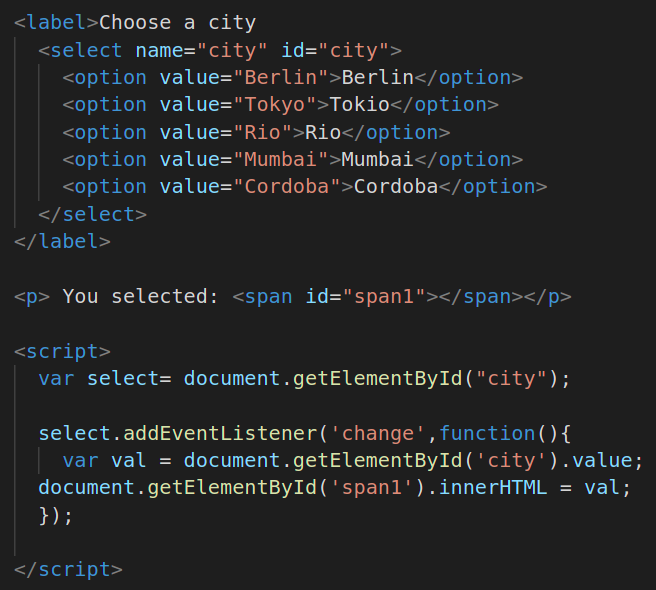 <label>Choose a city
  <select name="city" id="city">
    <option value="Berlin">Berlin</option>
    <option value="Tokyo">Tokio</option>
    <option value="Rio">Rio</option>
    <option value="Mumbai">Mumbai</option>
    <option value="Cordoba">Cordoba</option>
  </select>
</label>

<p> You selected: <span id="span1"></span></p>

<script>
  var select= document.getElementById("city");

  select.addEventListener('change',function(){
    var val = document.getElementById('city').value;
  document.getElementById('span1').innerHTML = val;
  });

</script>